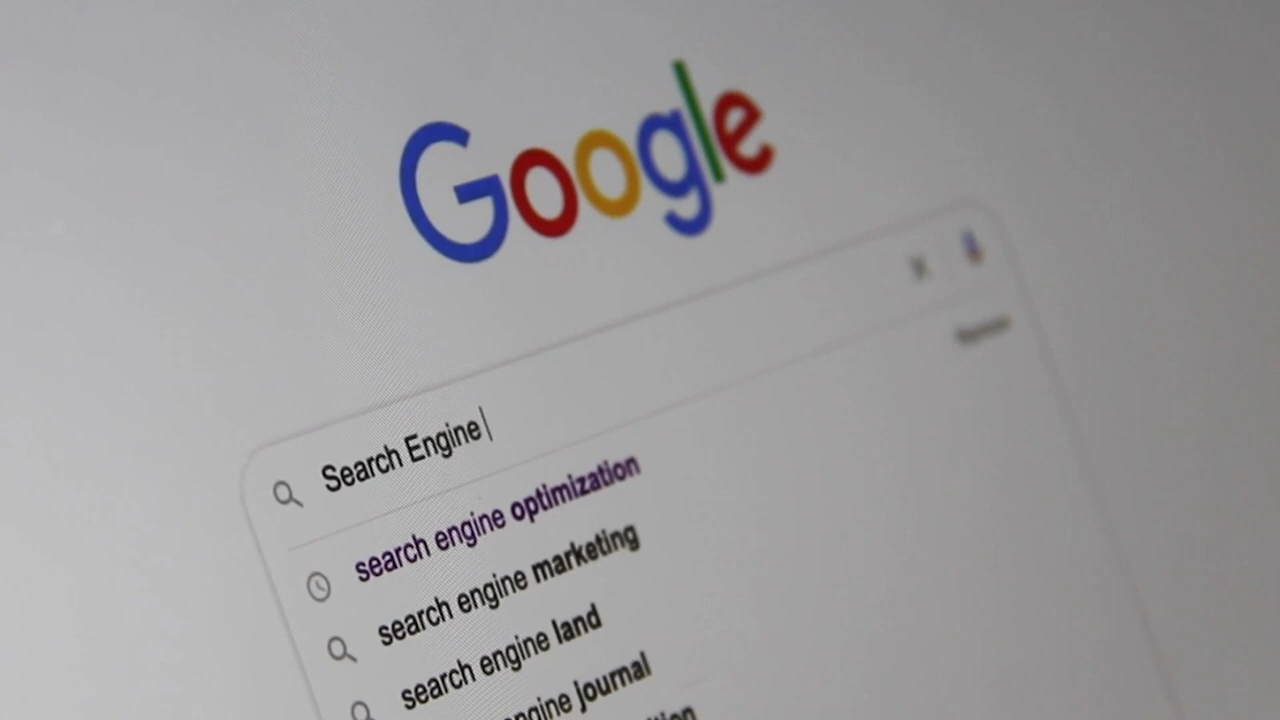 Google
Search Engine
search engine optimization
search engine marketing
search engine land
engine journal